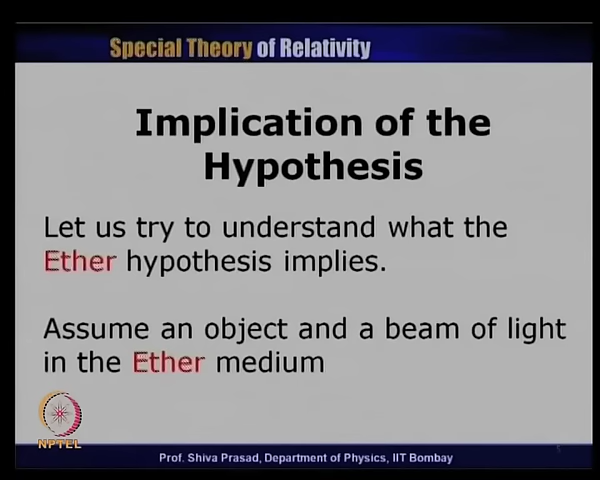 Special Theory of Relativity
Implication of the
Hypothesis
Let us try to understand what the
Ether hypothesis implies.
Assume an object and a beam of light
in the Ether medium
NPTEL
Prof. Shiva Prasad, Department of Physics, IIT Bombay